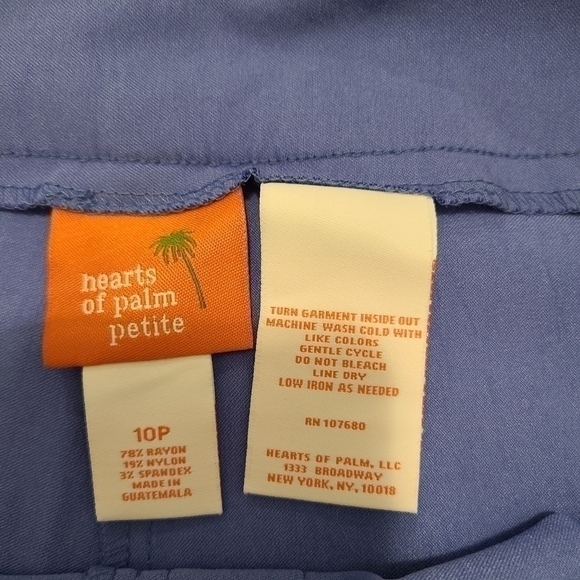 hearts
of palm
petite
10P
78% RAYON
19% NYLON
3% SPANDEX
MADE IN
GUATEMALA
TURN GARMENT INSIDE OUT
MACHINE WASH COLD WITH
LIKE COLORS
GENTLE CYCLE
DO NOT BLEACH
LINE DRY
LOW IRON AS NEEDED
RN 107680
HEARTS OF PALM, LLC
1333 BROADWAY
NEW YORK, NY, 10018